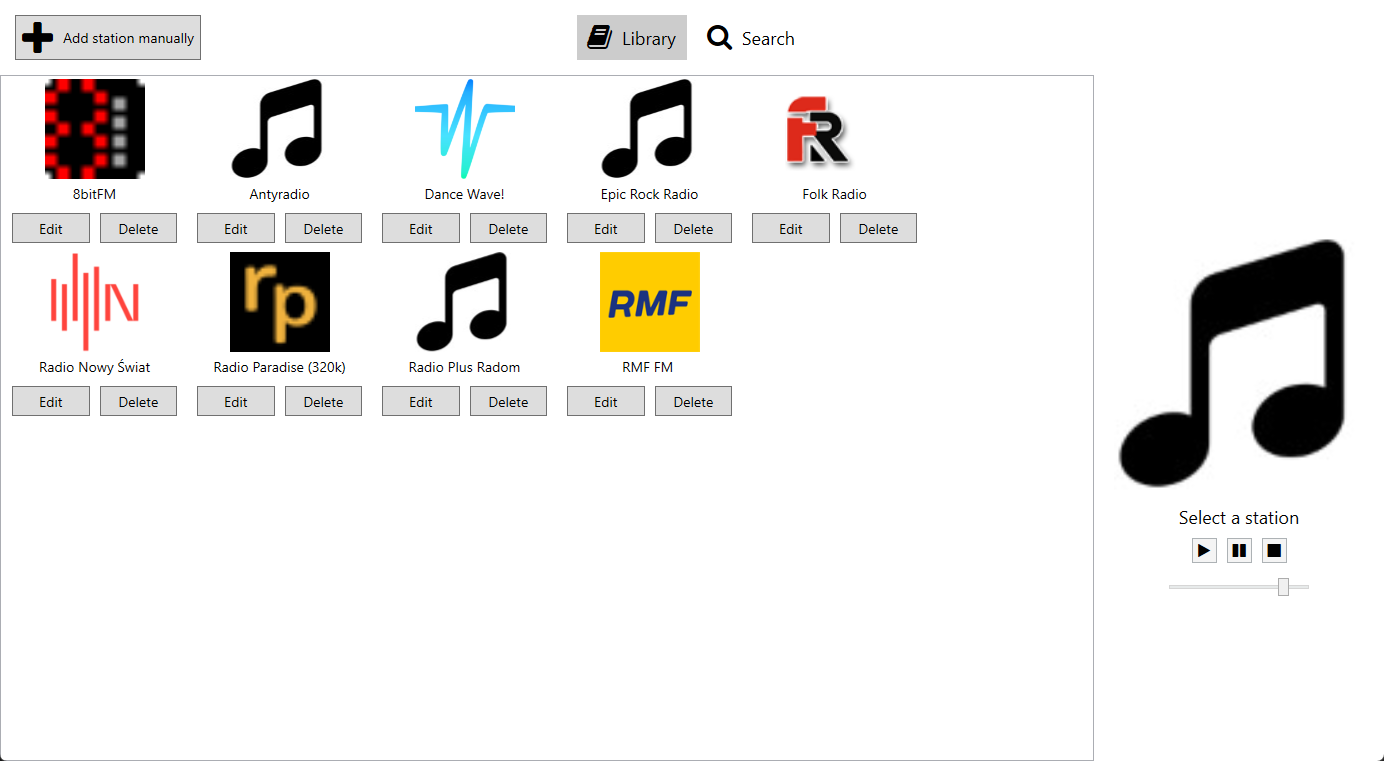 Add station manually
Library
Search
8bitFM
Antyradio
Dance Wave!
Epic Rock Radio
FR
Folk Radio
Edit Delete Edit Delete Edit Delete Edit Delete Edit Delete
rp
RMF
Radio Nowy Świat
Radio Paradise (320k)
Radio Plus Radom
RMF FM
Edit Delete Edit Delete Edit Delete Edit Delete
Select a station